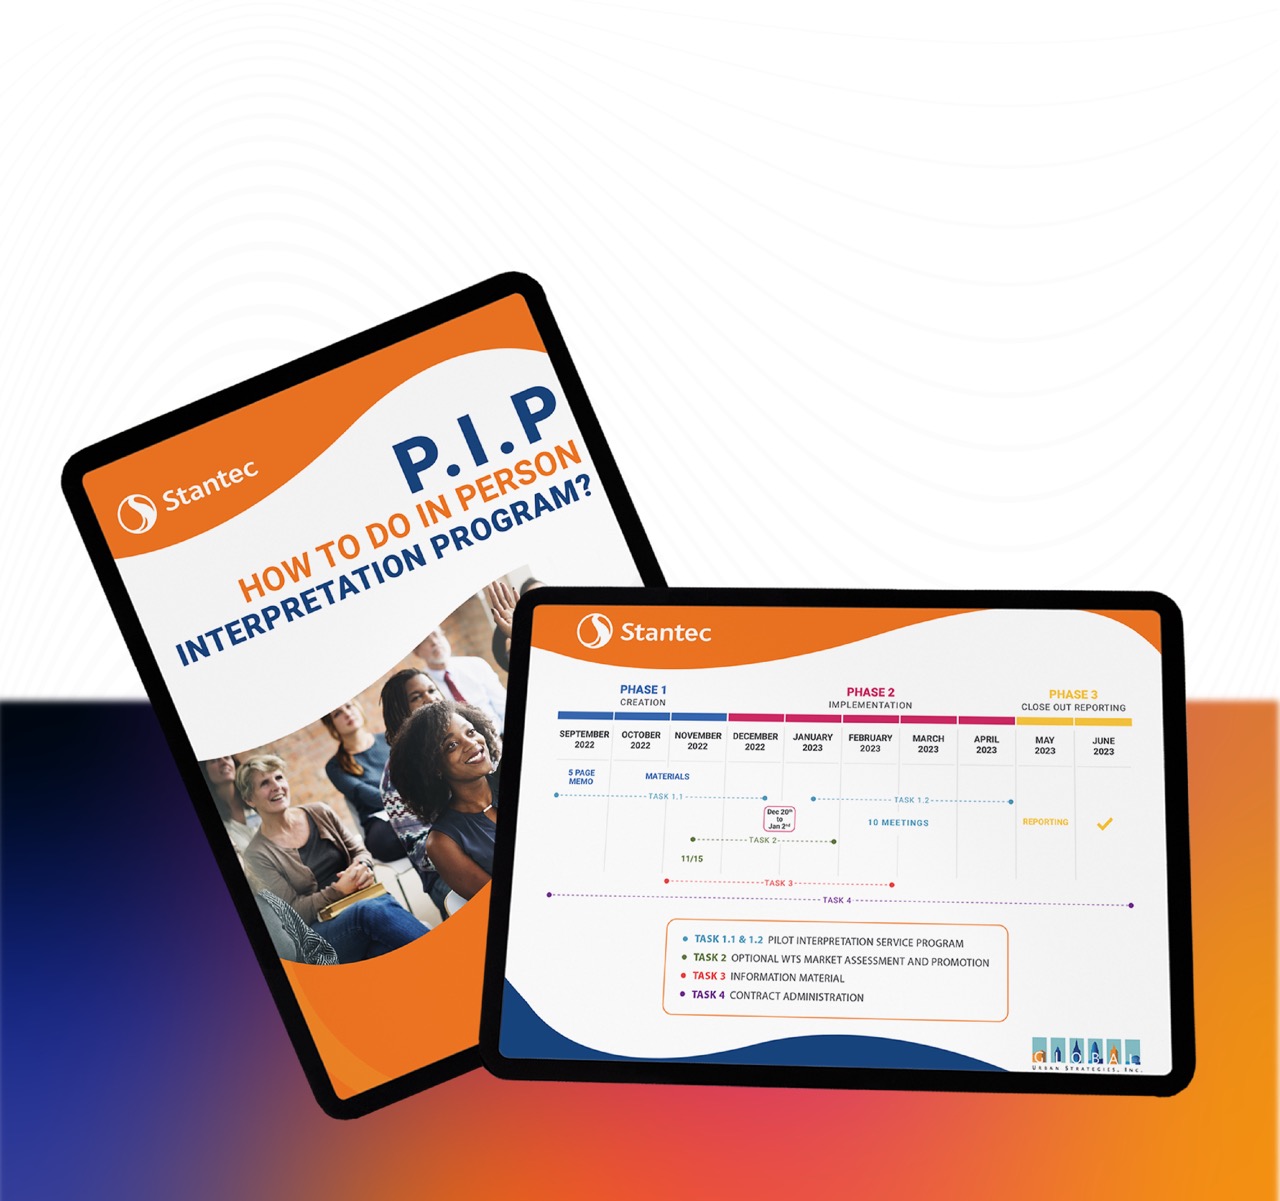 Stantec
P.I.P
HOW TO DO IN PERSON
INTERPRETATION PROGRAM?
Stantec
PHASE 1
CREATION
PHASE 2
IMPLEMENTATION
PHASE 3
CLOSE OUT REPORTING
SEPTEMBER 2022
OCTOBER 2022
NOVEMBER 2022
DECEMBER 2022
JANUARY 2023
FEBRUARY 2023
MARCH 2023
APRIL 2023
MAY 2023
JUNE 2023
5 PAGE
MEMO
MATERIALS
TASK 1.1
TASK 1.2
Dec 20th
to
Jan 2nd
10 MEETINGS
REPORTING
TASK 2
11/15
TASK 3
TASK 4
TASK 1.1 & 1.2 PILOT INTERPRETATION SERVICE PROGRAM
TASK 2 OPTIONAL WTS MARKET ASSESSMENT AND PROMOTION
TASK 3 INFORMATION MATERIAL
TASK 4 CONTRACT ADMINISTRATION
GLOBAL
URBAN STRATEGIES, INC.